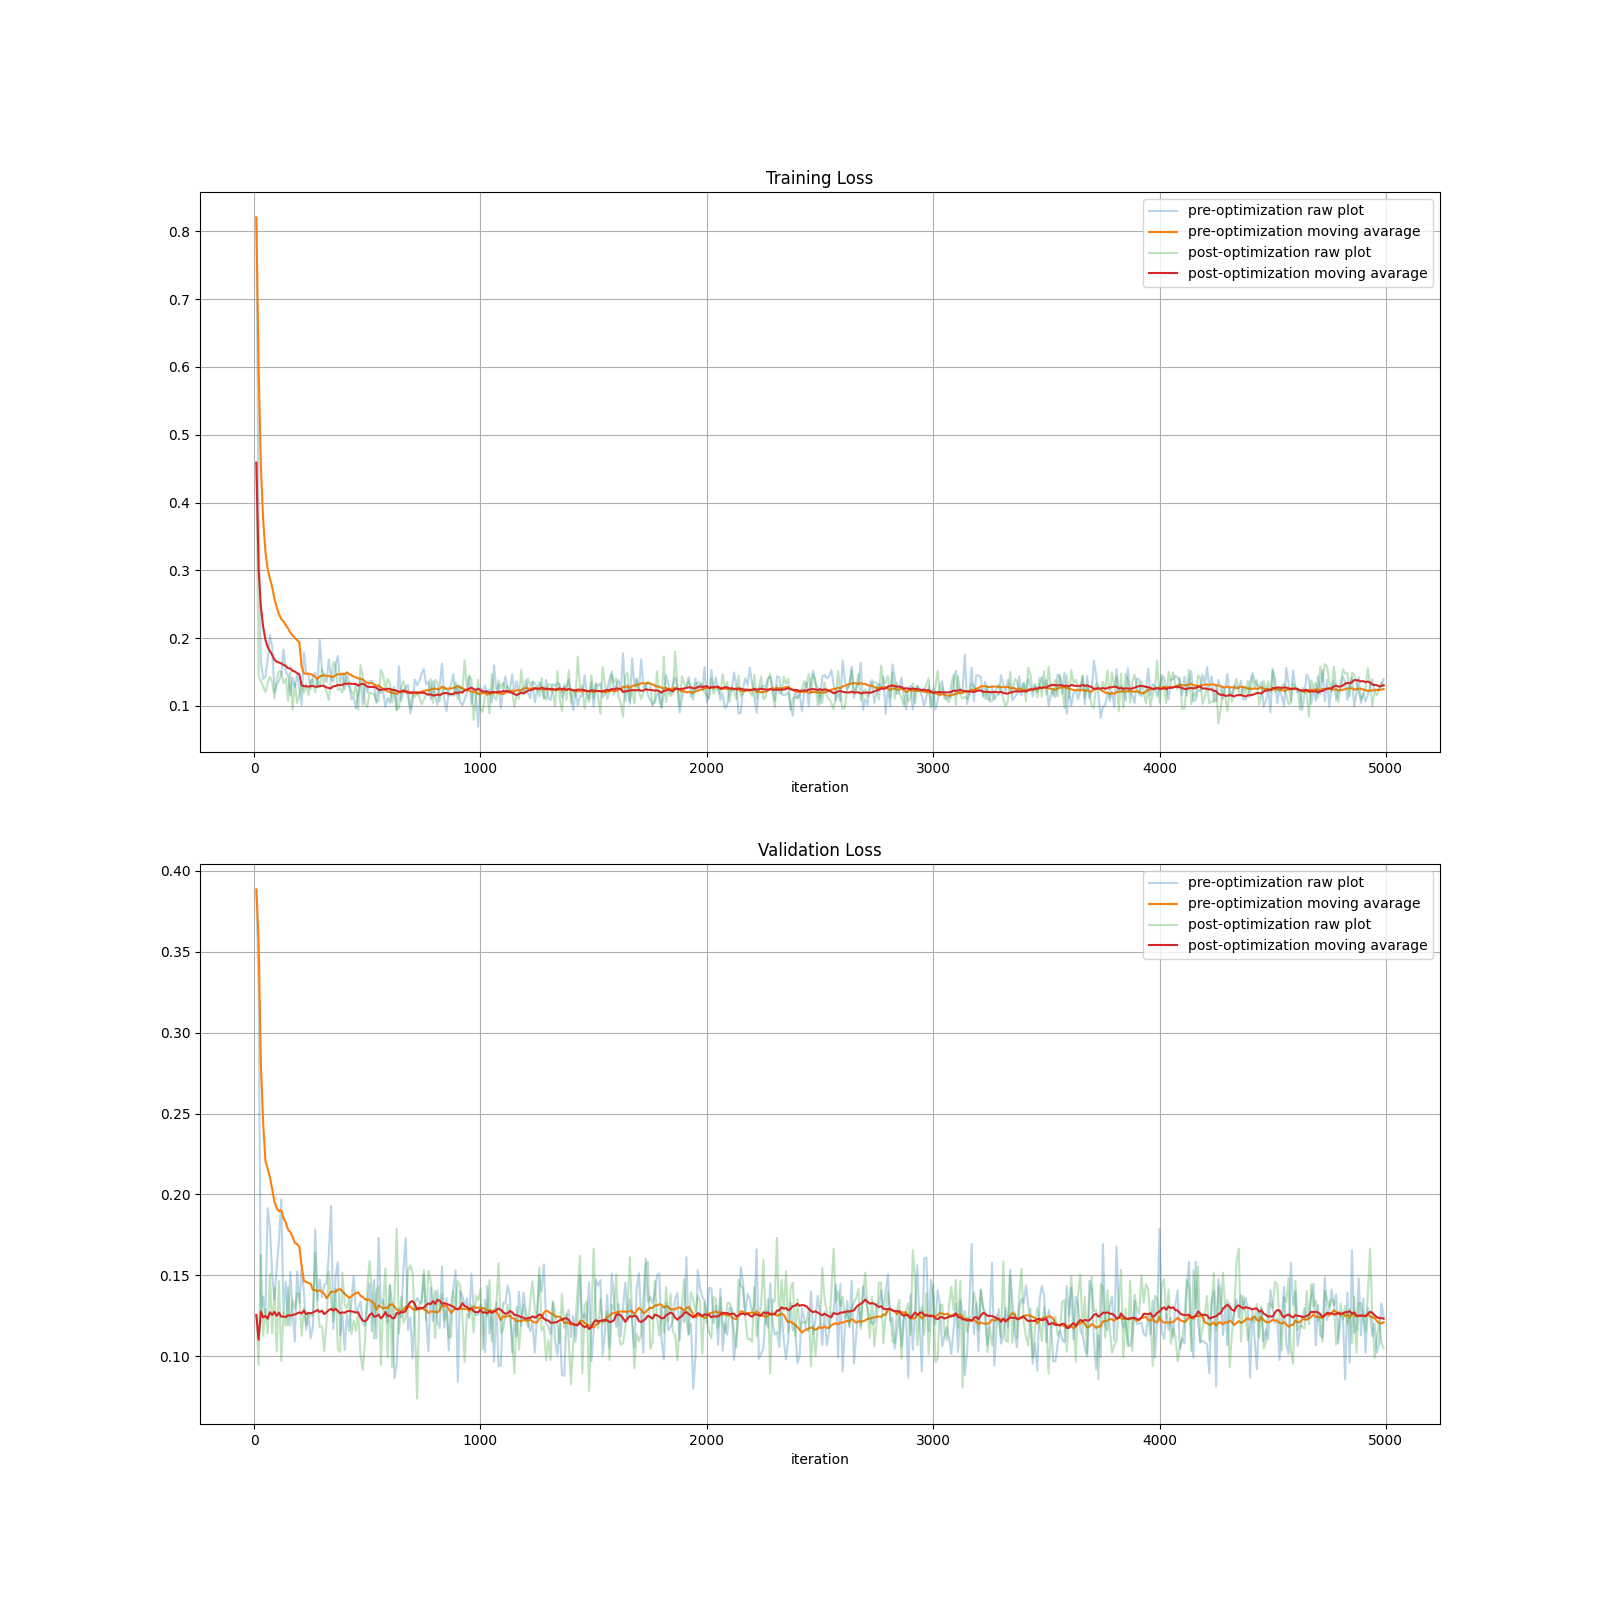 Training Loss
0.8
0.7
0.6
0.5
0.4
0.3
0.2
0.1
pre-optimization raw plot
pre-optimization moving avarage
post-optimization raw plot
post-optimization moving avarage
0 1000 2000 3000 4000 5000
iteration
Validation Loss
0.40
0.35
0.30
0.25
0.20
0.15
0.10
pre-optimization raw plot
pre-optimization moving avarage
post-optimization raw plot
post-optimization moving avarage
0 1000 2000 3000 4000 5000
iteration